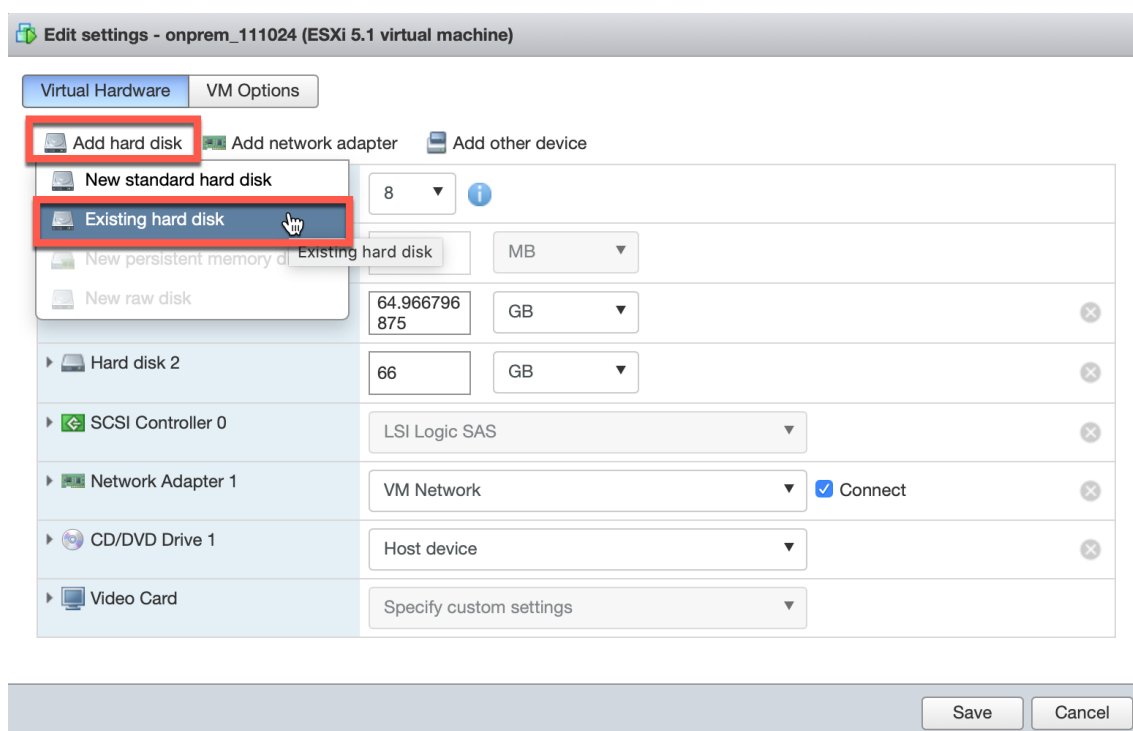 Edit settings - onprem_111024 (ESXi 5.1 virtual machine)
Virtual Hardware
VM Options
Add hard disk
Add network adapter
Add other device
New standard hard disk
8
Existing hard disk
Existing hard disk
New persistent memory d
MB
New raw disk
64.966796
875
GB
Hard disk 2
66
GB
SCSI Controller 0
LSI Logic SAS
Network Adapter 1
VM Network
Connect
CD/DVD Drive 1
Host device
Video Card
Specify custom settings
Save
Cancel